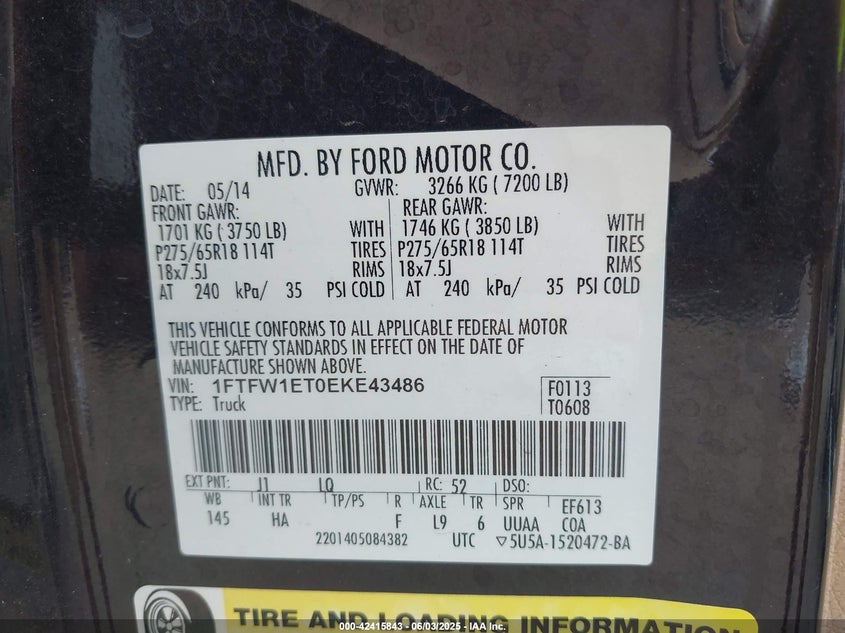 MFD. BY FORD MOTOR CO.
DATE: 05/14 GVWR: 3266 KG ( 7200 LB)
FRONT GAWR: REAR GAWR:
1701 KG ( 3750 LB) WITH 1746 KG ( 3850 LB) WITH
P275/65R18 114T TIRES P275/65R18 114T TIRES
18x7.5J RIMS 18x7.5J RIMS
AT 240 kPa/ 35 PSI COLD AT 240 kPa/ 35 PSI COLD
THIS VEHICLE CONFORMS TO ALL APPLICABLE FEDERAL MOTOR
VEHICLE SAFETY STANDARDS IN EFFECT ON THE DATE OF
MANUFACTURE SHOWN ABOVE.
VIN: 1FTFW1ET0EKE43486 F0113
TYPE: Truck T0608
EXT PNT: J1 LQ RC: 52 DSO:
WB INT TR TP/PS R AXLE TR SPR EF613
145 HA F L9 6 UUAA COA
2201405084382 UTC ▽5U5A-1520472-BA
TIRE AND LOADING INFORMATION
000-42415843 - 06/03/2025 - IAA Inc.